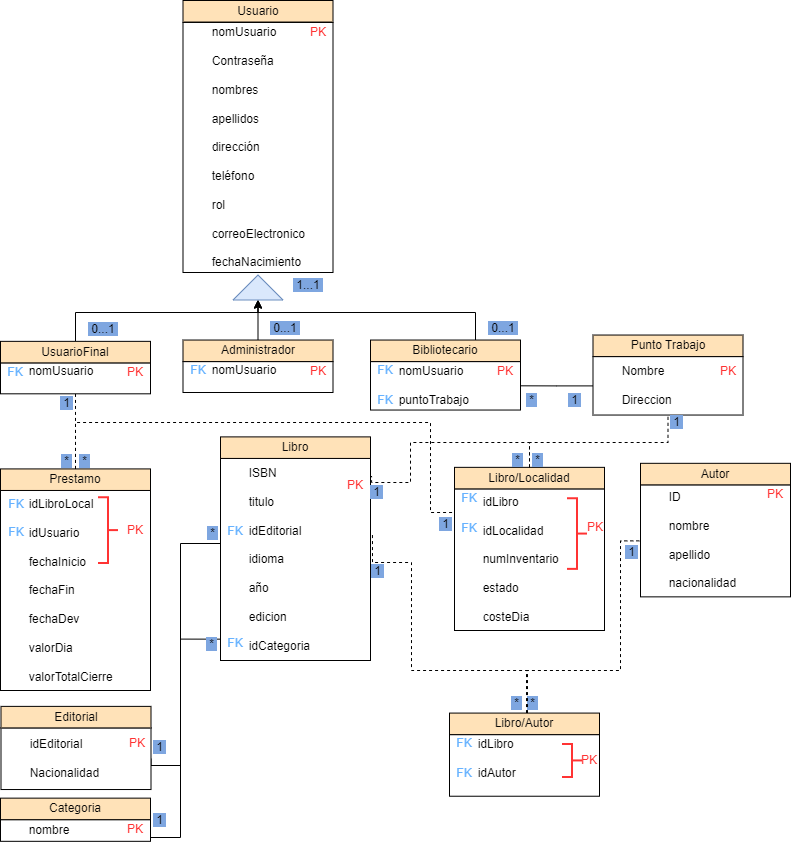 Usuario
nomUsuario PK
Contraseña
nombres
apellidos
dirección
teléfono
rol
correoElectronico
fechaNacimiento
1...1
0...1
0...1
0...1
UsuarioFinal
FK nomUsuario PK
1
Administrador
FK nomUsuario PK
Bibliotecario
FK nomUsuario PK
FK puntoTrabajo
* 1
Punto Trabajo
Nombre PK
Direccion
1
* *
Prestamo
FK idLibroLocal
FK idUsuario PK
fechaInicio
fechaFin
fechaDev
valorDia
valorTotalCierre
Libro
ISBN PK
titulo
FK idEditorial
idioma
año
edicion
FK idCategoria
*
*
1
1
* *
Libro/Localidad
FK idLibro
FK idLocalidad PK
numInventario
estado
costeDia
1
Autor
ID PK
nombre
apellido
nacionalidad
1
Editorial
idEditorial PK
Nacionalidad
1
Categoria
nombre PK
1
* *
Libro/Autor
FK idLibro
PK
FK idAutor